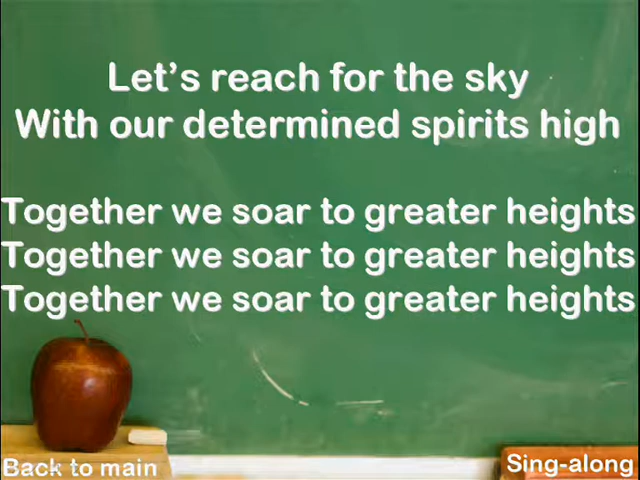 Let’s reach for the sky
With our determined spirits high
Together we soar to greater heights
Together we soar to greater heights
Together we soar to greater heights
Back to main
Sing-along